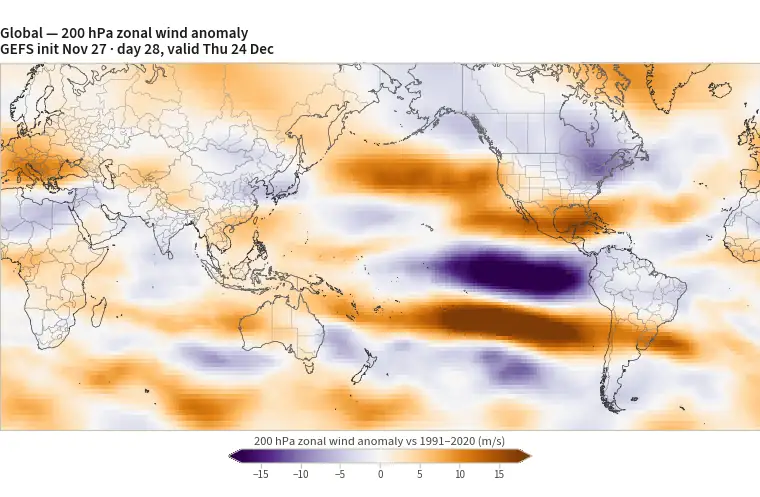 Global — 200 hPa zonal wind anomaly
GEFS init Nov 27 · day 28, valid Thu 24 Dec
200 hPa zonal wind anomaly vs 1991–2020 (m/s)
−15 −10 −5 0 5 10 15